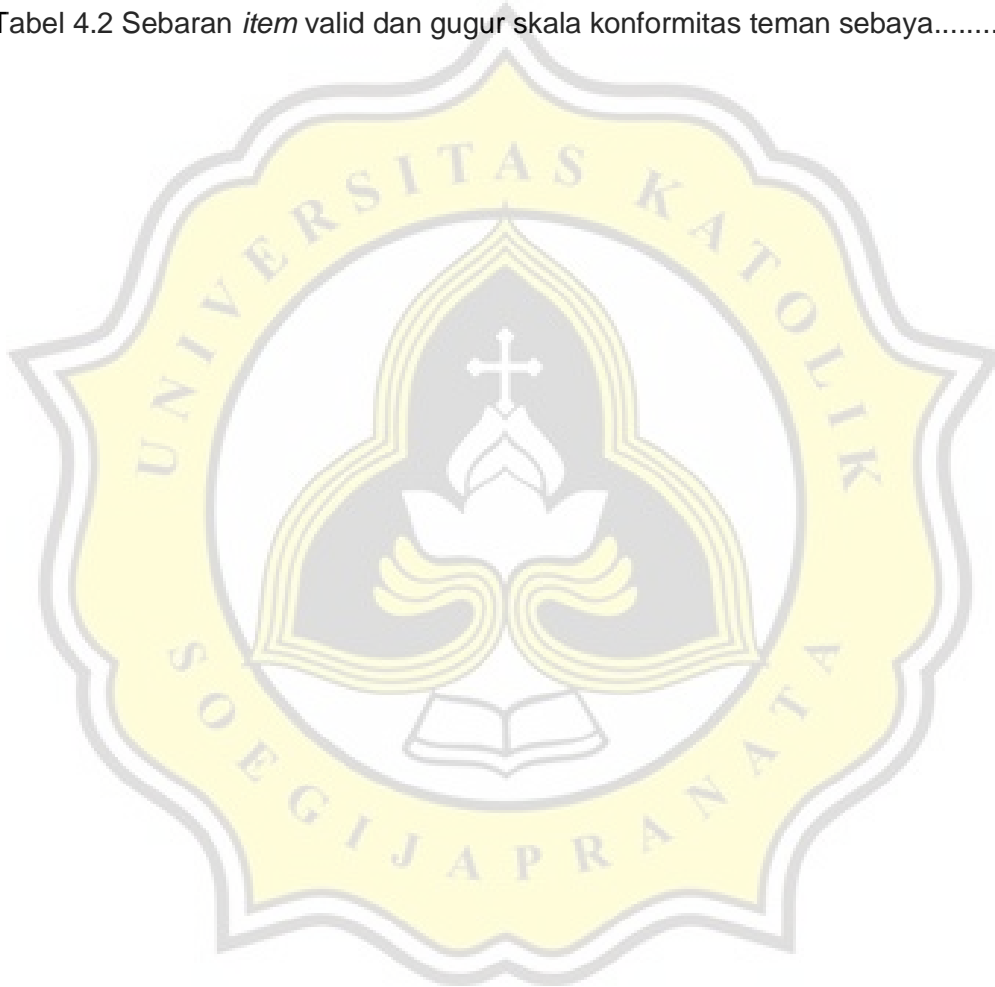 Tabel 4.2 Sebaran item valid dan gugur skala konformitas teman sebaya........
UNIVERSITAS KATOLIK
SOEGIJAPRANATA